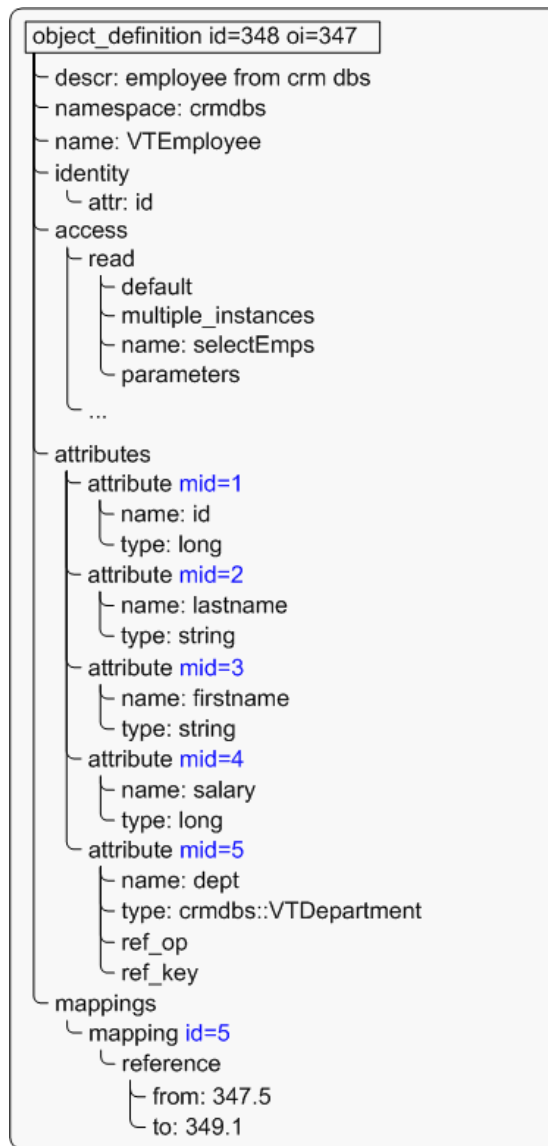 object_definition id=348 oi=347
descr: employee from crm dbs
namespace: crmdbs
name: VTEmployee
identity
attr: id
access
read
default
multiple_instances
name: selectEmps
parameters
...
attributes
attribute mid=1
name: id
type: long
attribute mid=2
name: lastname
type: string
attribute mid=3
name: firstname
type: string
attribute mid=4
name: salary
type: long
attribute mid=5
name: dept
type: crmdbs::VTDepartment
ref_op
ref_key
mappings
mapping id=5
reference
from: 347.5
to: 349.1